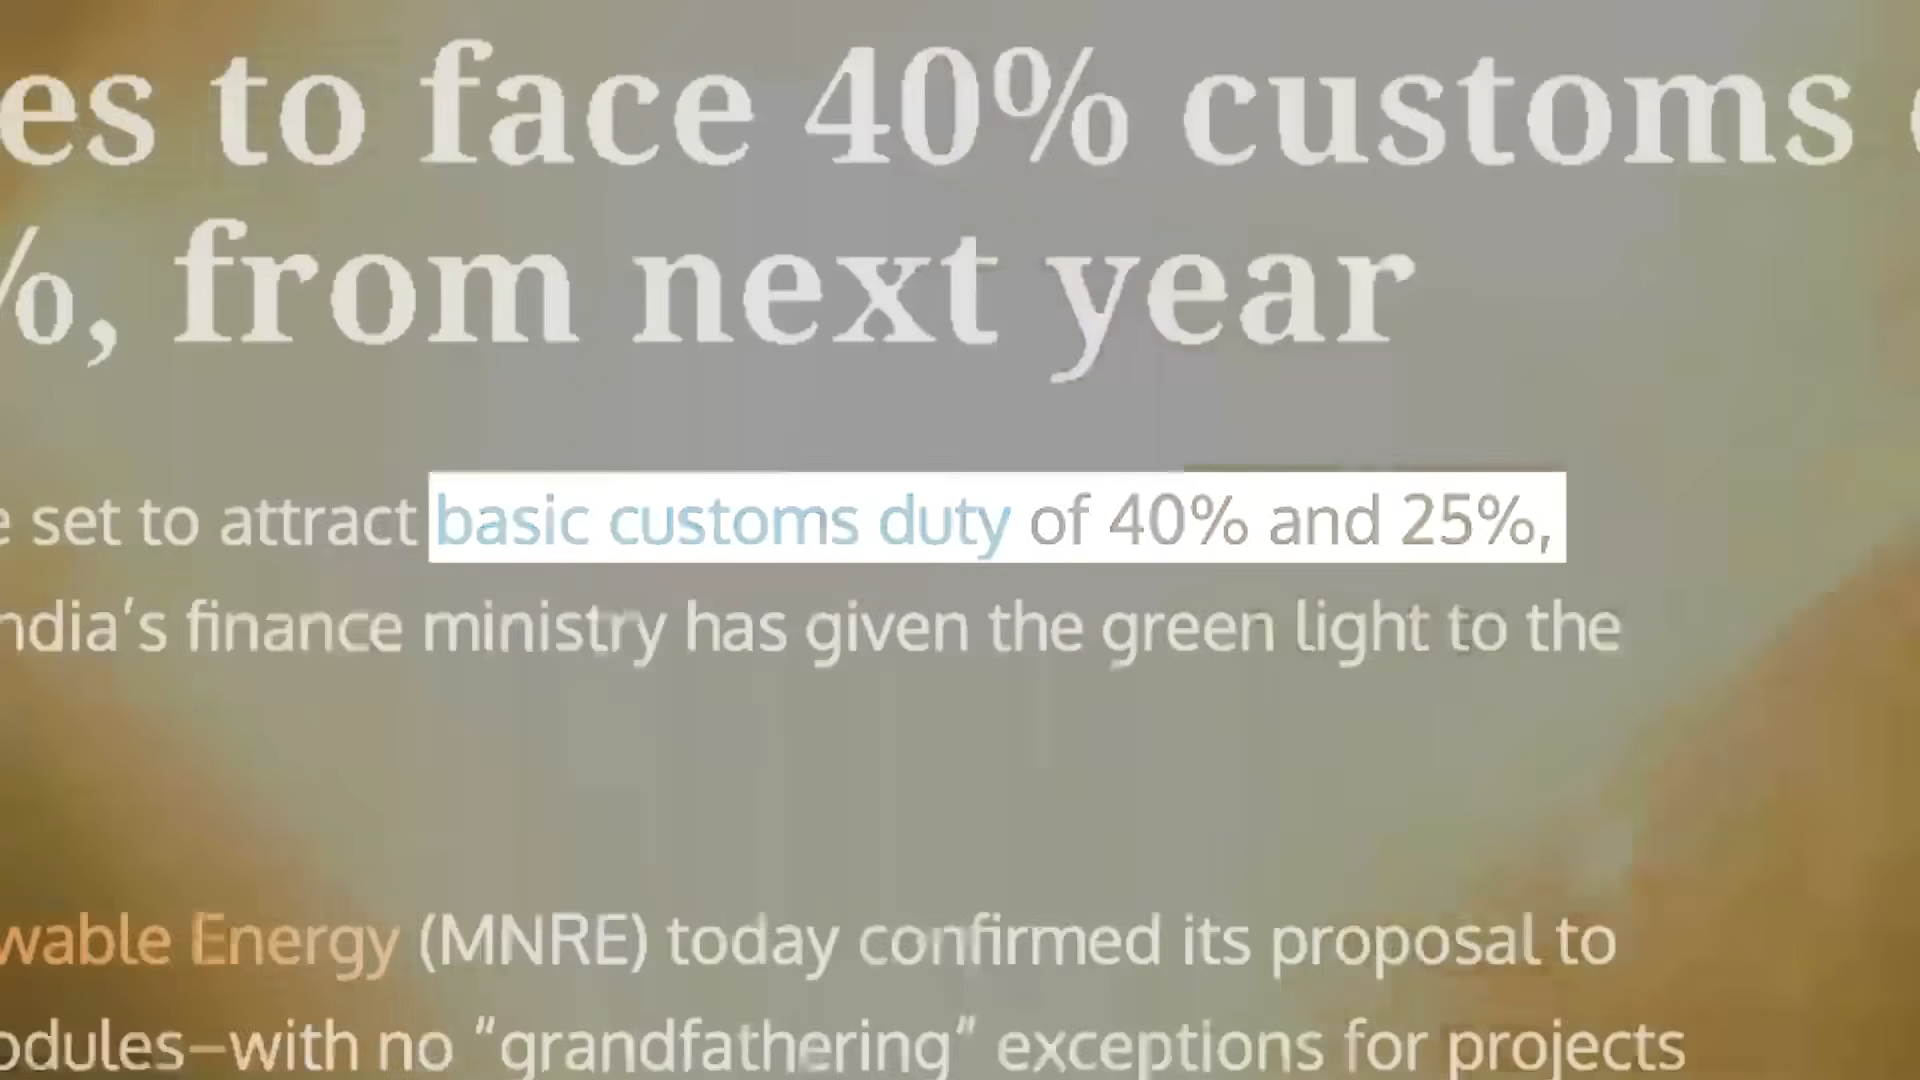 es to face 40% customs
%, from next year
set to attract basic customs duty of 40% and 25%,
ndia's finance ministry has given the green light to the
wable Energy (MNRE) today confirmed its proposal to
odules—with no “grandfathering” exceptions for projects